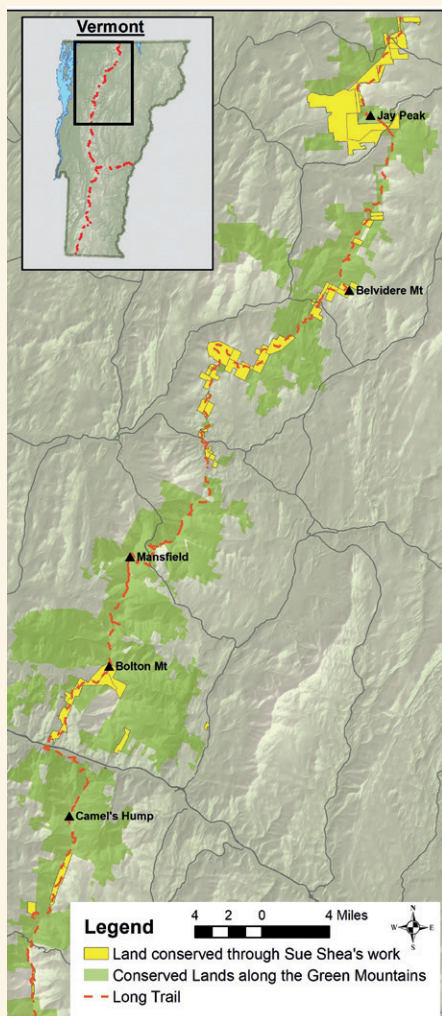 Vermont
Jay Peak
Belvidere Mt
Mansfield
Bolton Mt
Camel's Hump
Legend
4 2 0 4 Miles
N
W E
S
Land conserved through Sue Shea's work
Conserved Lands along the Green Mountains
Long Trail